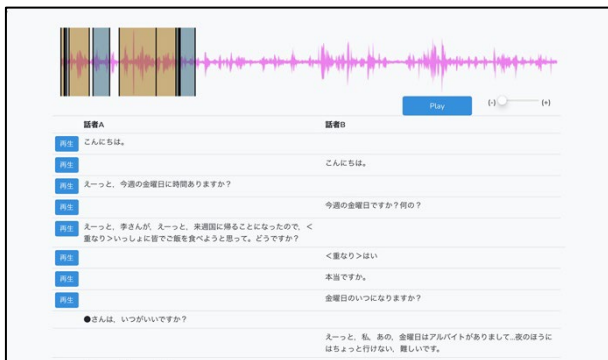 Play
(-)
(+)
話者A
話者B
再生
こんにちは。
再生
こんにちは。
再生
えーっと、今週の金曜日に時間ありますか？
再生
今週の金曜日ですか？何の？
再生
えーっと、李さんが、えーっと、来週国に帰ることになったので、＜
重なり＞いっしょに皆でご飯を食べようと思って。どうですか？
再生
＜重なり＞はい
再生
本当ですか。
再生
金曜日のいつになりますか？
●さんは、いつがいいですか？
えーっと、私、あの、金曜日はアルバイトがありまして…夜のほうに
はちょっと行けない、難しいです。